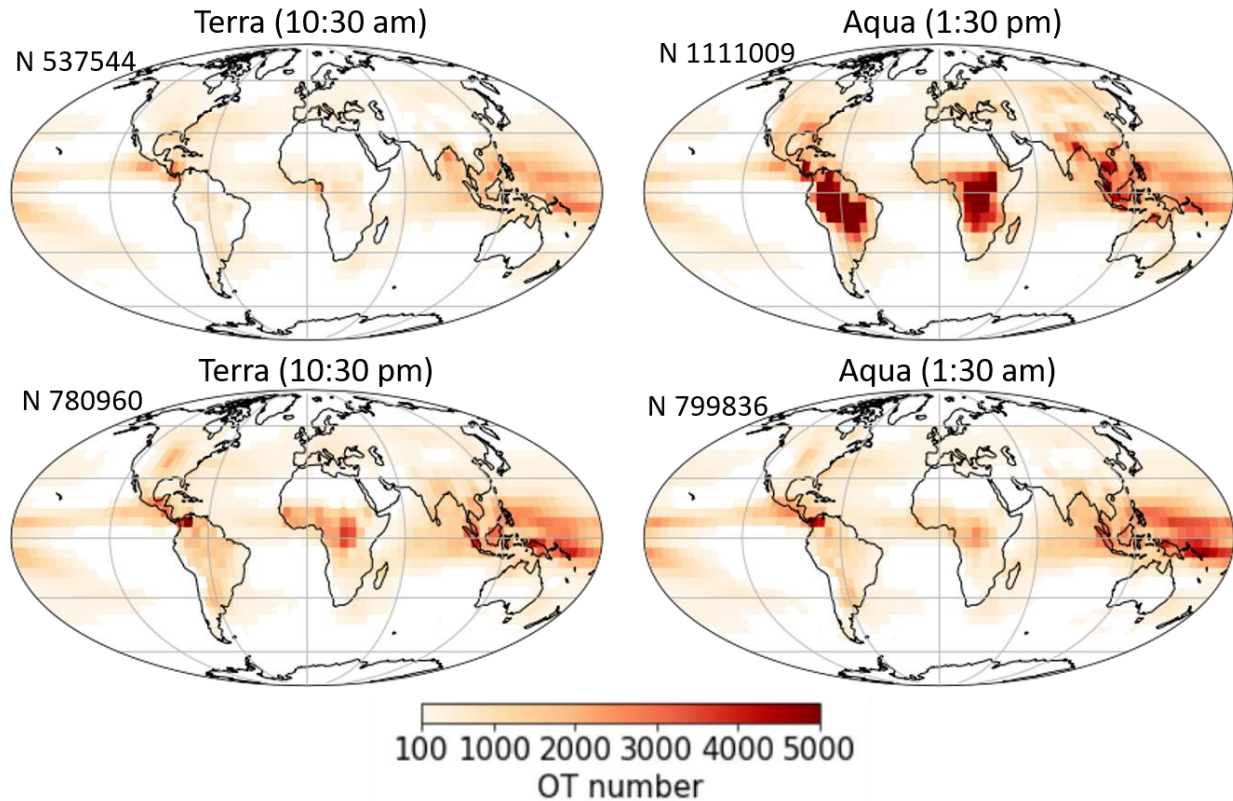 Terra (10:30 am)
Aqua (1:30 pm)
N 537544
N 1111009
Terra (10:30 pm)
Aqua (1:30 am)
N 780960
N 799836
100 1000 2000 3000 4000 5000
OT number